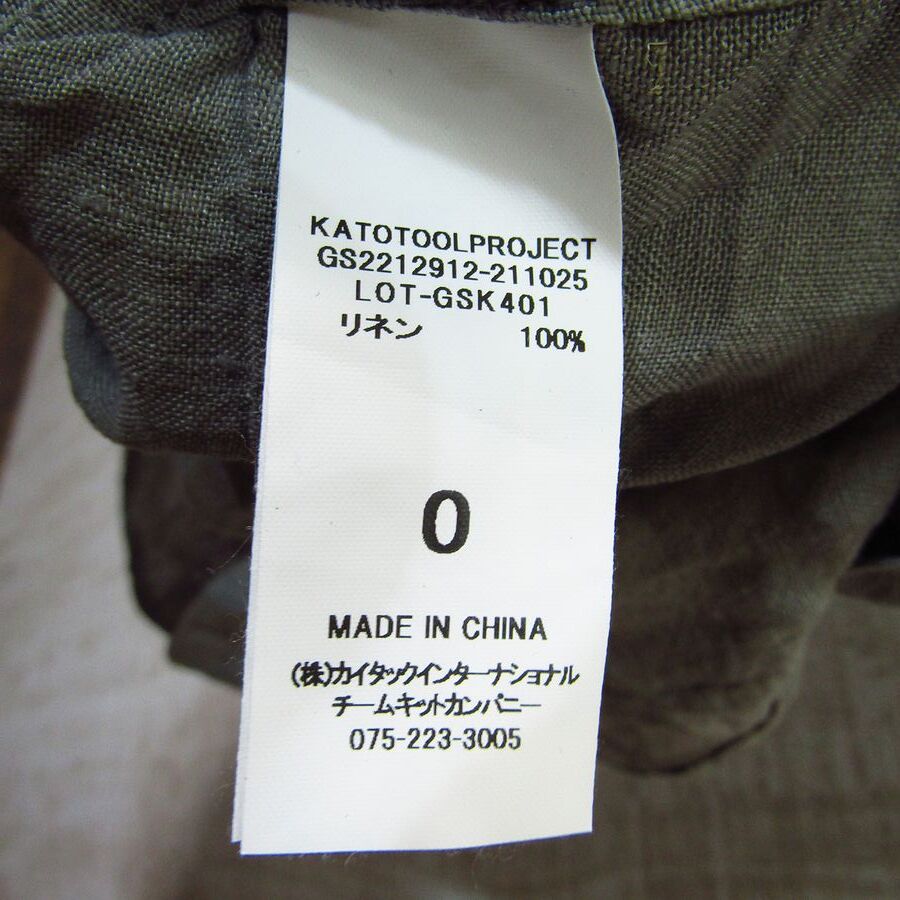 KATOTOOLPROJECT
GS2212912-211025
LOT-GSK401
リネン 100%
0
MADE IN CHINA
(株)カイタックインターナショナル
チームキットカンパニー
075-223-3005